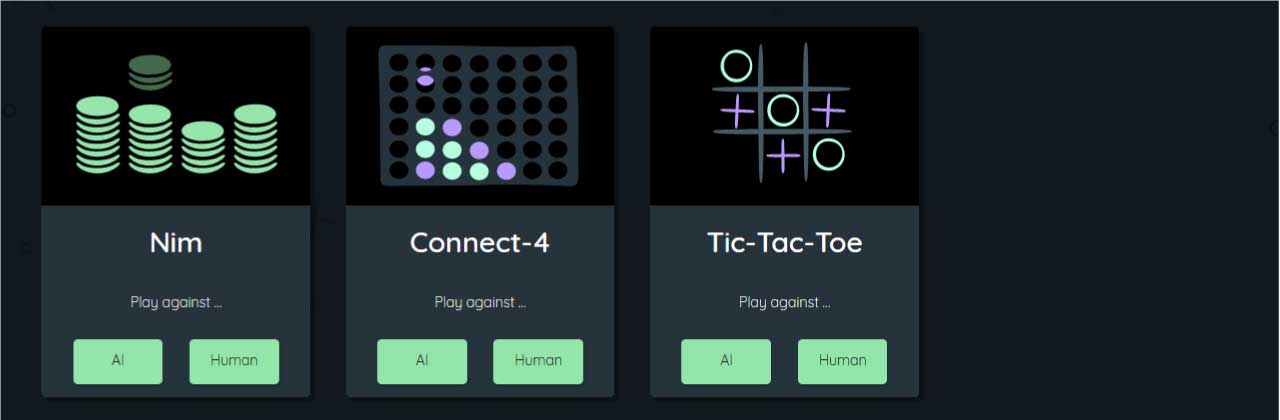 Nim
Play against ...
AI
Human
Connect-4
Play against ...
AI
Human
Tic-Tac-Toe
Play against ...
AI
Human